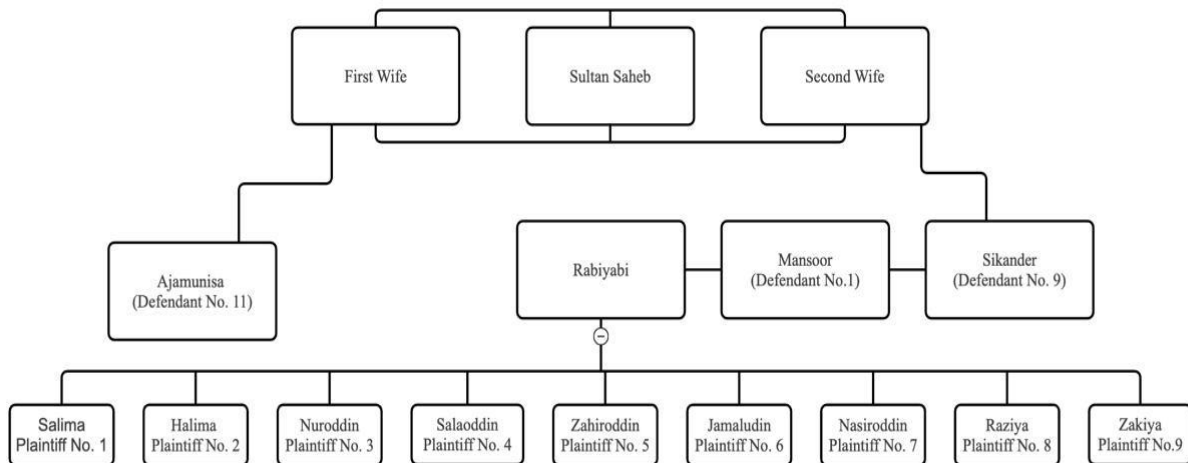 First Wife
Sultan Saheb
Second Wife
Ajamunisa
(Defendant No. 11)
Rabiyabi
Mansoor
(Defendant No.1)
Sikander
(Defendant No. 9)
Salima
Plaintiff No. 1
Halima
Plaintiff No. 2
Nuroddin
Plaintiff No. 3
Salaoddin
Plaintiff No. 4
Zahiroddin
Plaintiff No. 5
Jamaludin
Plaintiff No. 6
Nasiroddin
Plaintiff No. 7
Raziya
Plaintiff No. 8
Zakiya
Plaintiff No.9